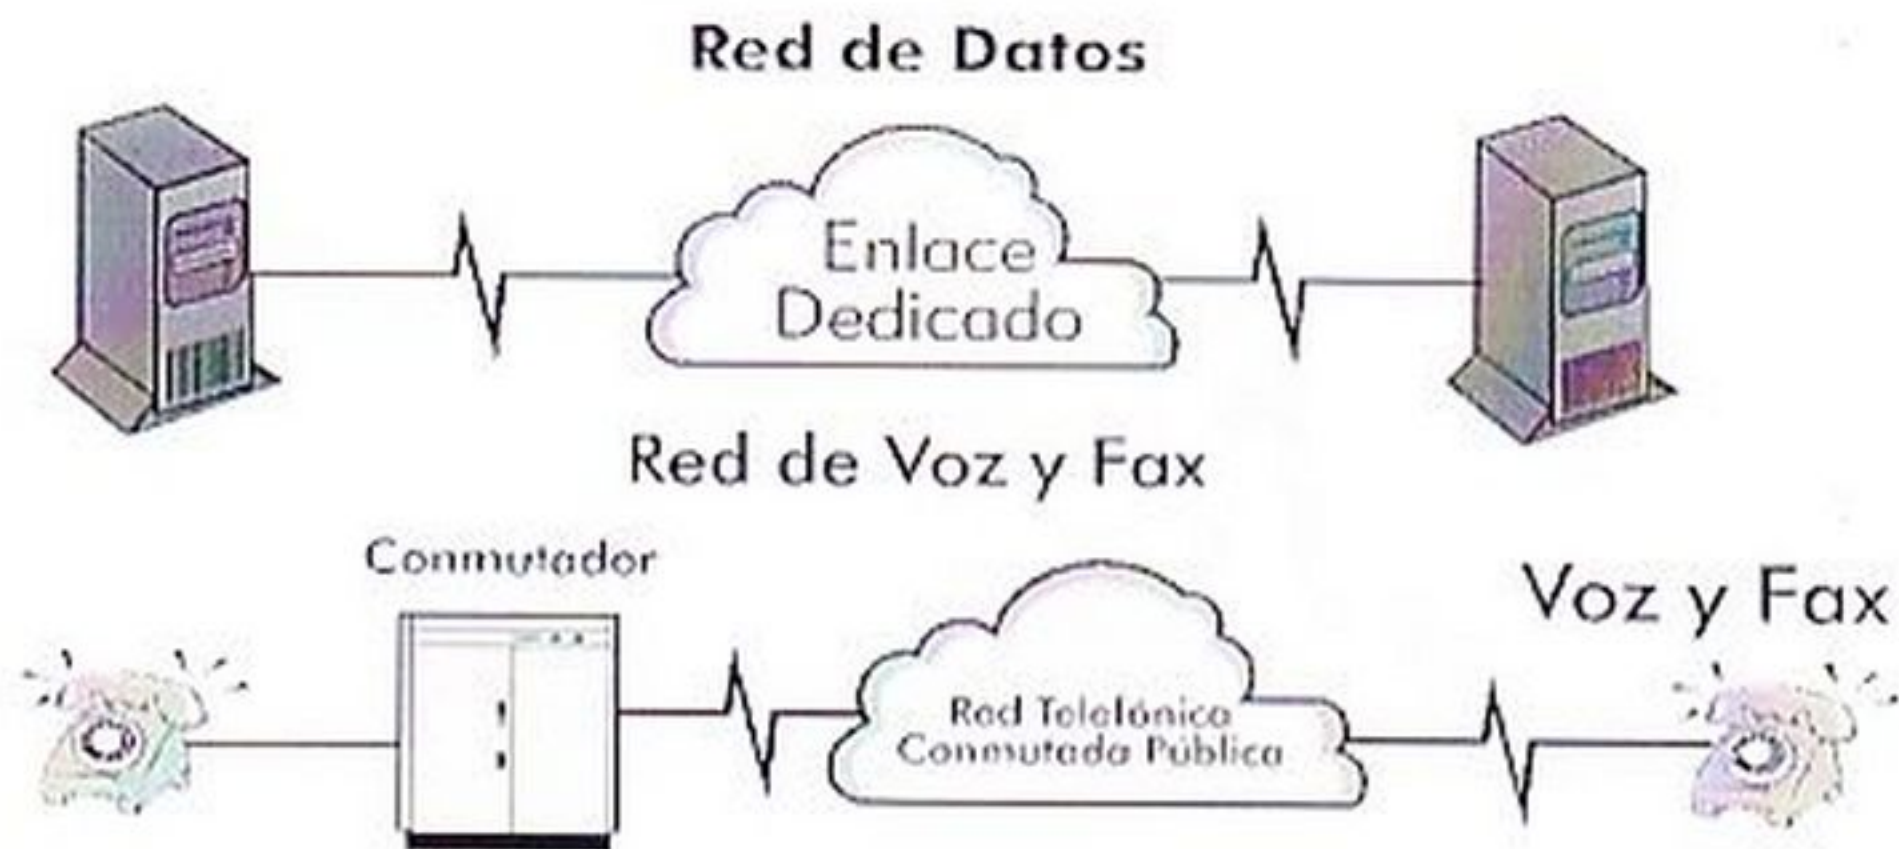 Red de Datos
Enlace
Dedicado
Red de Voz y Fax
Conmutador
Voz y Fax
Red Telefónica
Conmutada Pública